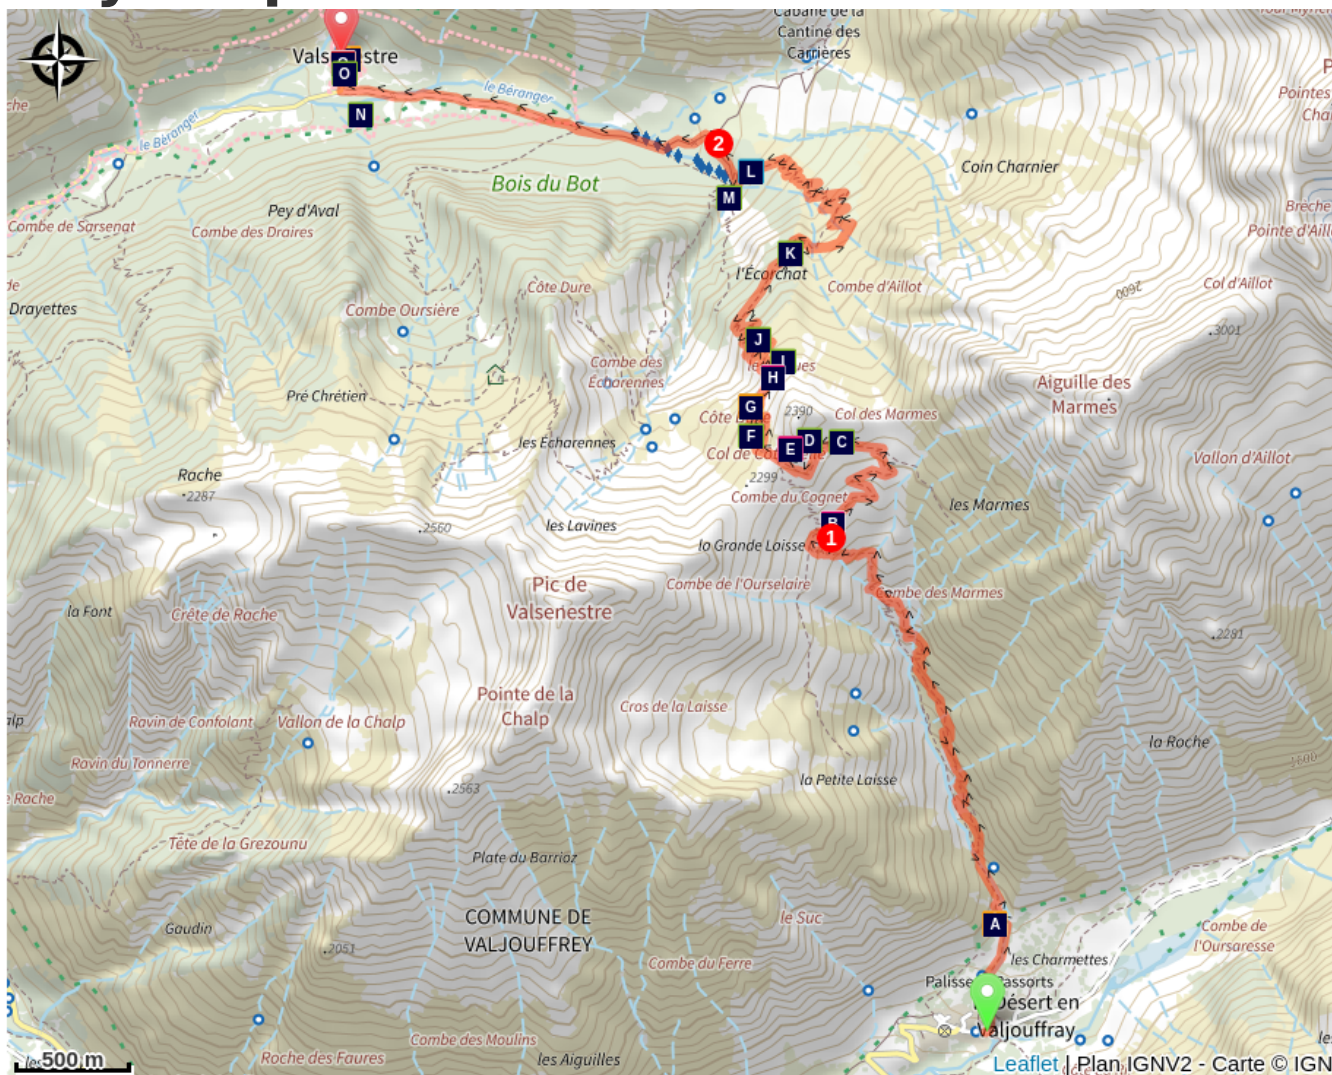 Cabane de la
Cantine des
Carrières
Valsenestre
O
N
le Béranger
le Béranger
2
L
M
Coin Charnier
Bois du Bot
Pey d'Aval
Combe de Sarsenat
Combe des Draires
K
l'Écorchat
Côte Dure
Combe d'Aillot
Col d'Aillot
2600
Drayettes
Combe Oursière
3001
J
I
H
Combe des
Écharennes
Aiguille des
Marmes
Pré Chrétien
G
2390
Col des Marmes
F
E
D
C
les Écharennes
Vallon d'Aillot
Roche
2287
2299
Combe du Cognet
les Marmes
2560
les Lavines
B
1
la Grande Laisse
Pic de
Valsenestre
Combe de l'Ourselaire
Combe des Marmes
la Font
Crête de Roche
2281
Pointe de la
Chalp
Cros de la Laisse
Ravin de Confolant
Vallon de la Chalp
la Roche
Ravin du Tonnerre
1600
la Petite Laisse
2563
e Roche
Tête de la Grezounu
Plate du Barrioz
COMMUNE DE
VALJOUFFREY
le Suc
A
Combe de
l'Oursaresse
Gaudin
2051
les Charmettes
Combe du Ferre
Désert en
Valjouffray
Combe des Moulins
Roche des Faures
les Aiguilles
500 m
Leaflet | Plan IGNV2 - Carte © IGN